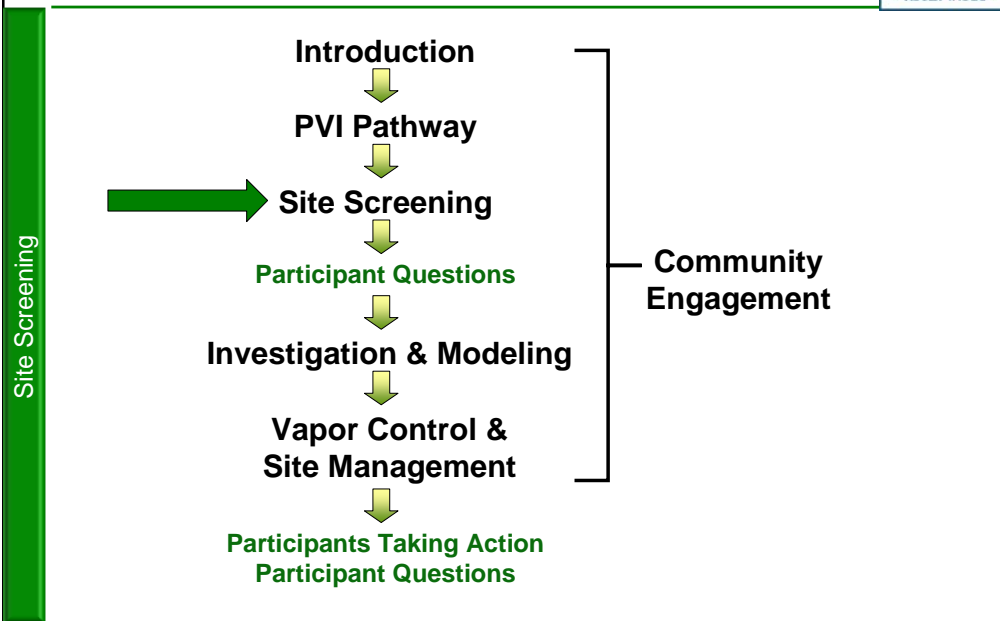 Introduction
PVI Pathway
Site Screening
Participant Questions
Investigation & Modeling
Vapor Control &
Site Management
Participants Taking Action
Participant Questions
Community
Engagement
Site Screening